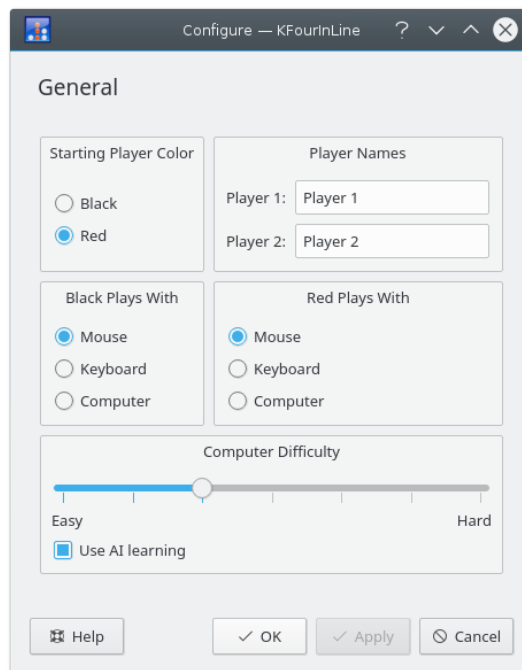 Configure — KFourInLine
General
Starting Player Color
Black
Red
Player Names
Player 1: Player 1
Player 2: Player 2
Black Plays With
Mouse
Keyboard
Computer
Red Plays With
Mouse
Keyboard
Computer
Computer Difficulty
Easy Hard
Use AI learning
Help OK Apply Cancel